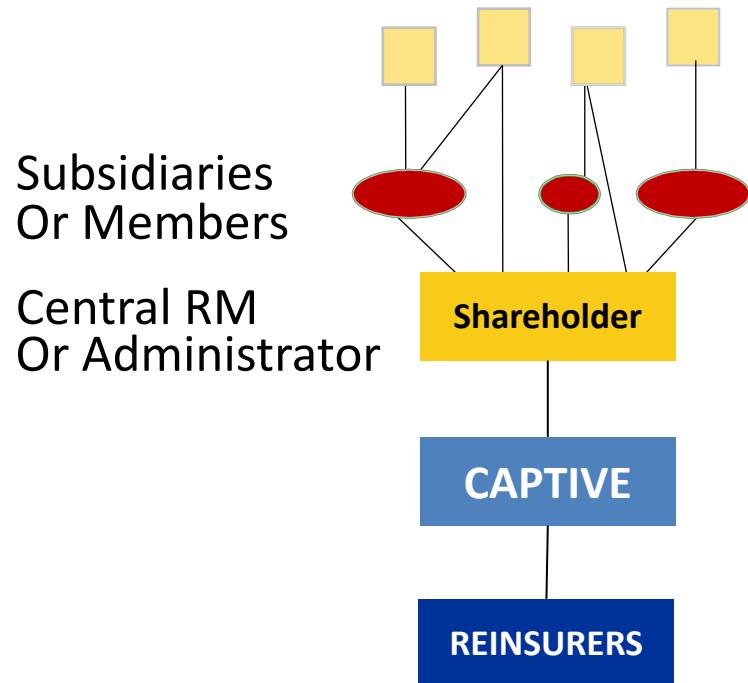 Subsidiaries
Or Members
Central RM
Or Administrator
Shareholder
CAPTIVE
REINSURERS